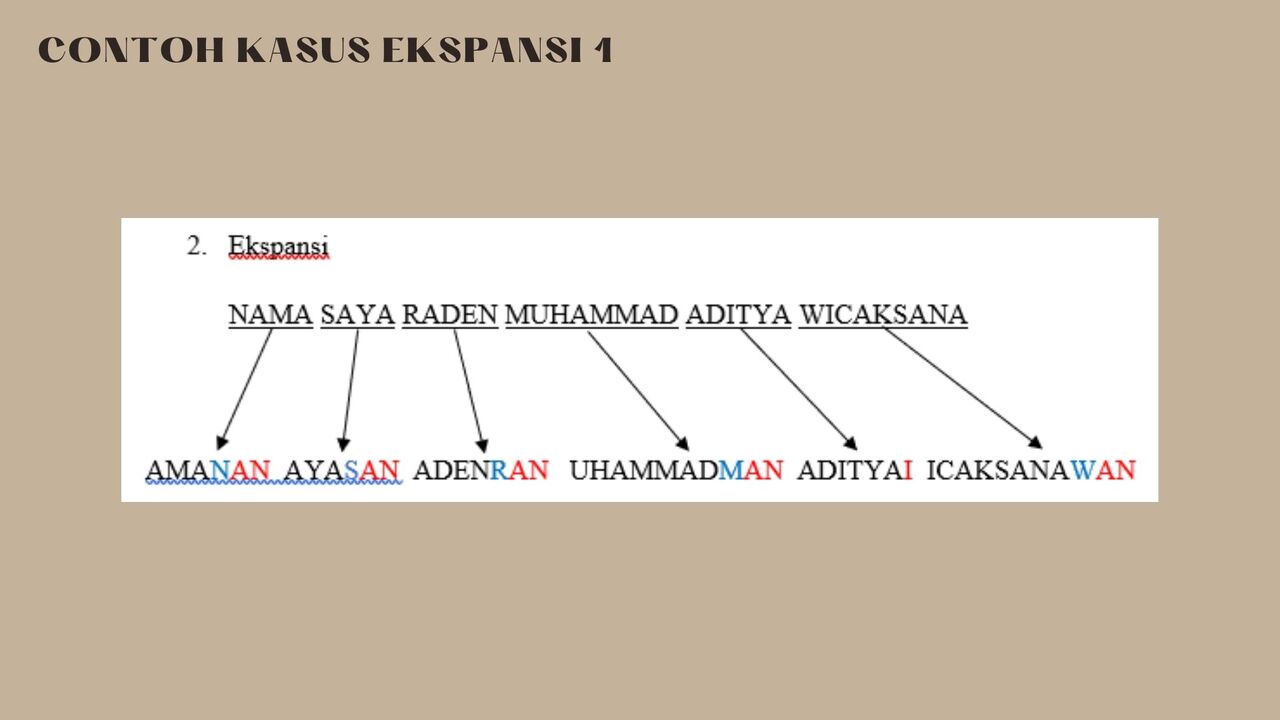 CONTOH KASUS EKSPANSI 1
2. Ekspansi
NAMA SAYA RADEN MUHAMMAD ADITYA WICAKSANA
AMANAN AYASAN ADENRAN UHAMMADMAN ADITYAI ICAKSANAWAN